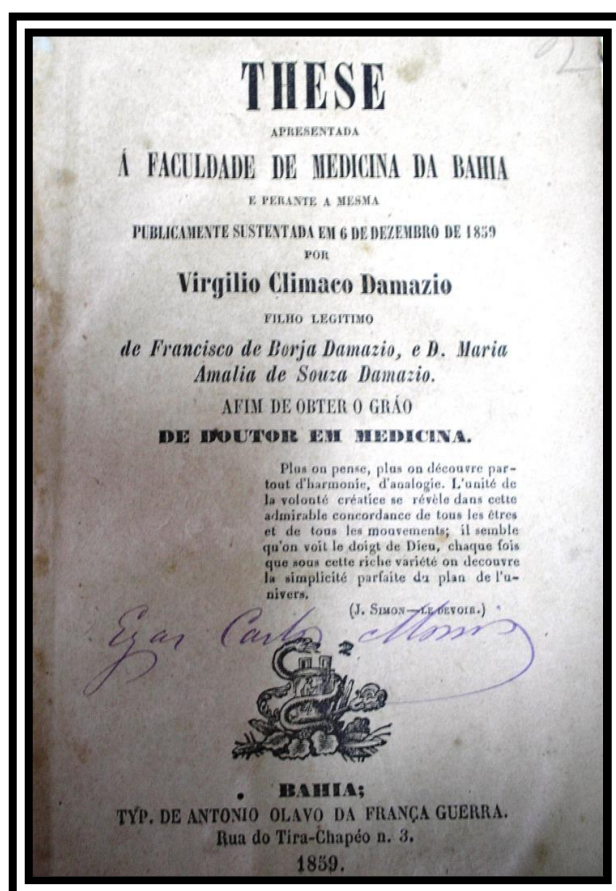 THESE
APRESENTADA
Á FACULDADE DE MEDICINA DA BAHIA
E PERANTE A MESMA
PUBLICAMENTE SUSTENTADA EM 6 DE DEZEMBRO DE 1859
POR
Virgilio Climaco Damazio
FILHO LEGITIMO
de Francisco de Borja Damazio, e D. Maria
Amalia de Souza Damazio.
AFIM DE OBTER O GRÁO
DE DOUTOR EM MEDICINA.
Plus on pense, plus on découvre par-
tout d'harmonie, d'analogie. L'unité de
la volonté créatice se révèle dans cette
admirable concordance de tous les êtres
et de tous les mouvements; il semble
qu'on voit le doigt de Dieu, chaque fois
que sous cette riche variété on decouvre
la simplicité parfaite du plan de l'u-
nivers.
(J. SIMON—LE DEVOIR.)
BAHIA;
TYP. DE ANTONIO OLAVO DA FRANÇA GUERRA.
Rua do Tira-Chapéo n. 3.
1859.